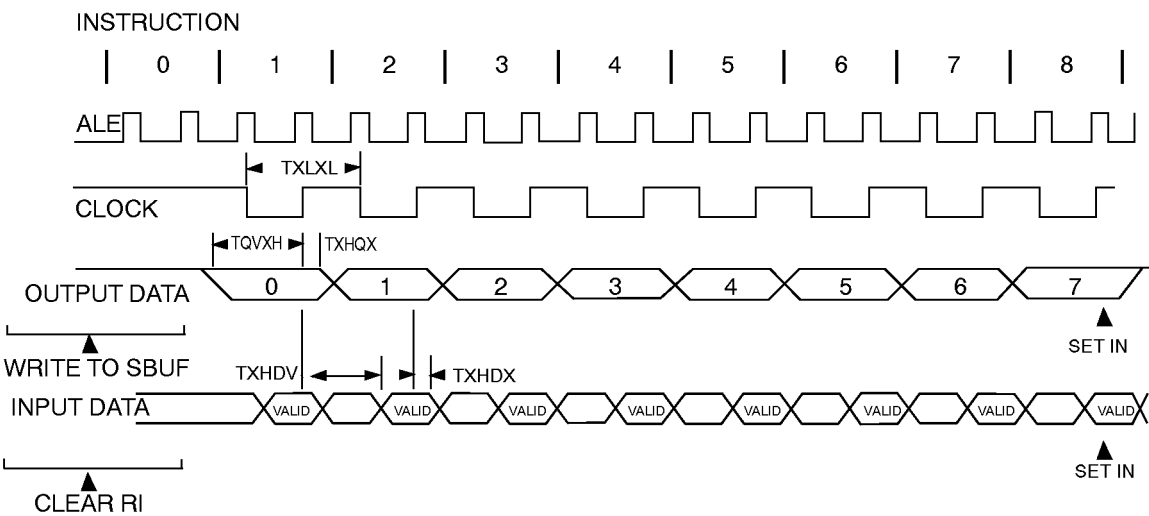 INSTRUCTION
0 1 2 3 4 5 6 7 8
ALE
TXLXL
CLOCK
TQVXH TXHQX
OUTPUT DATA 0 1 2 3 4 5 6 7
SET IN
WRITE TO SBUF
TXHDV TXHDX
INPUT DATA VALID VALID VALID VALID VALID VALID VALID VALID
SET IN
CLEAR RI